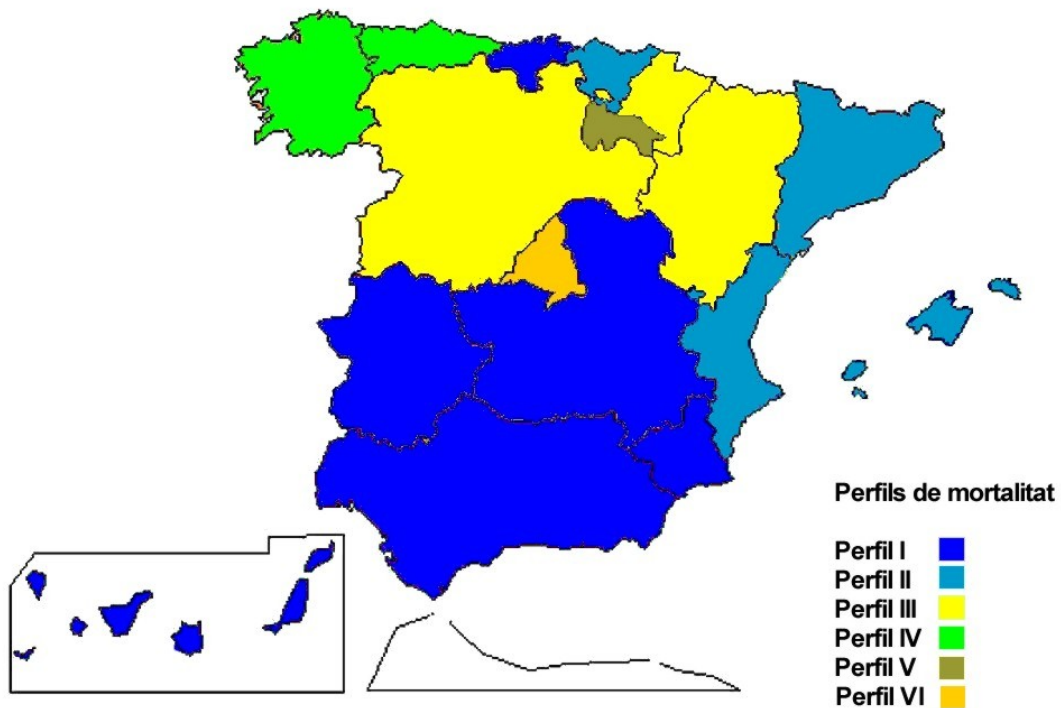 Perfils de mortalitat
Perfil I
Perfil II
Perfil III
Perfil IV
Perfil V
Perfil VI